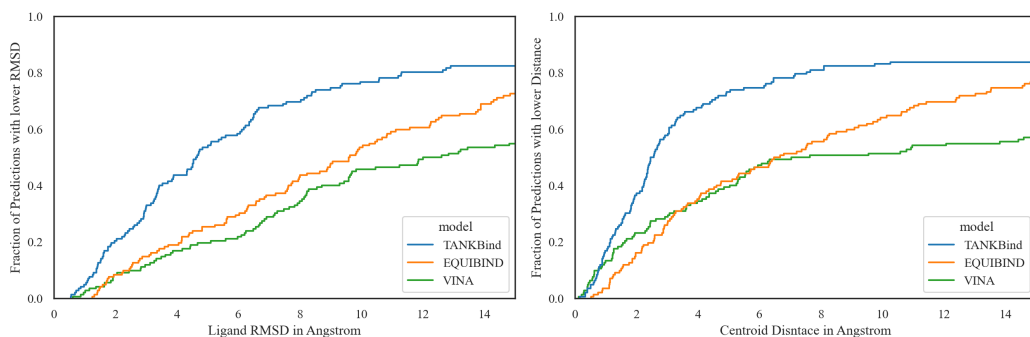 Fraction of Predictions with lower RMSD
1.0
0.8
0.6
0.4
0.2
0.0
0 2 4 6 8 10 12 14
Ligand RMSD in Angstrom
model
TANKBind
EQUIBIND
VINA
Fraction of Predictions with lower Distance
1.0
0.8
0.6
0.4
0.2
0.0
0 2 4 6 8 10 12 14
Centroid Disntace in Angstrom
model
TANKBind
EQUIBIND
VINA